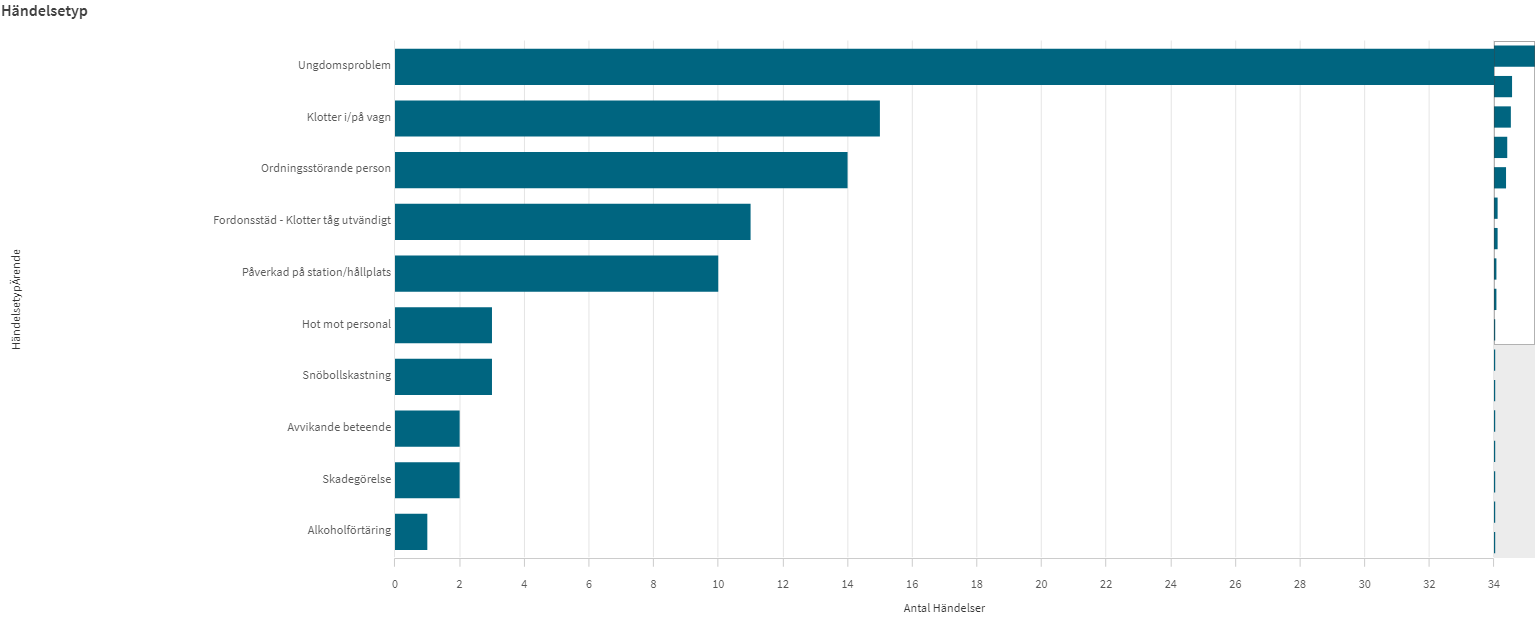 Händelsetyp
HändelsetypÄrende
Ungdomsproblem
Klotter i/på vagn
Ordningsstörande person
Fordonsstäd - Klotter tåg utvändigt
Påverkad på station/hållplats
Hot mot personal
Snöbollskastning
Avvikande beteende
Skadegörelse
Alkoholförtäring
0 2 4 6 8 10 12 14 16 18 20 22 24 26 28 30 32 34
Antal Händelser